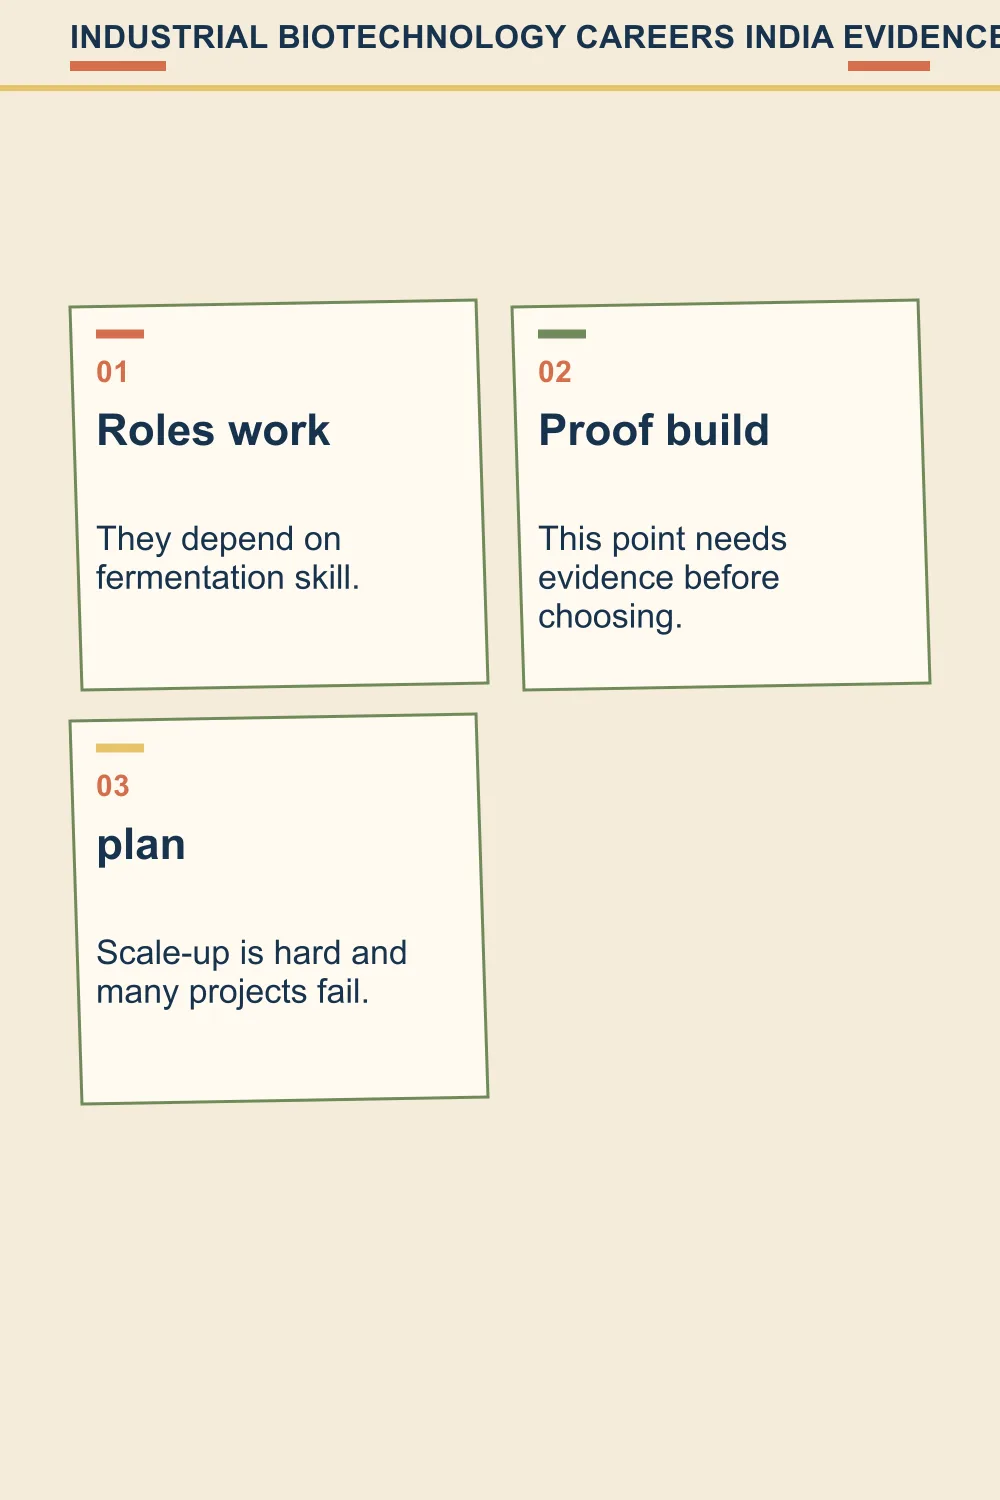 INDUSTRIAL BIOTECHNOLOGY CAREERS INDIA EVIDENCE
01
Roles work
They depend on
fermentation skill.
02
Proof build
This point needs
evidence before
choosing.
03
plan
Scale-up is hard and
many projects fail.